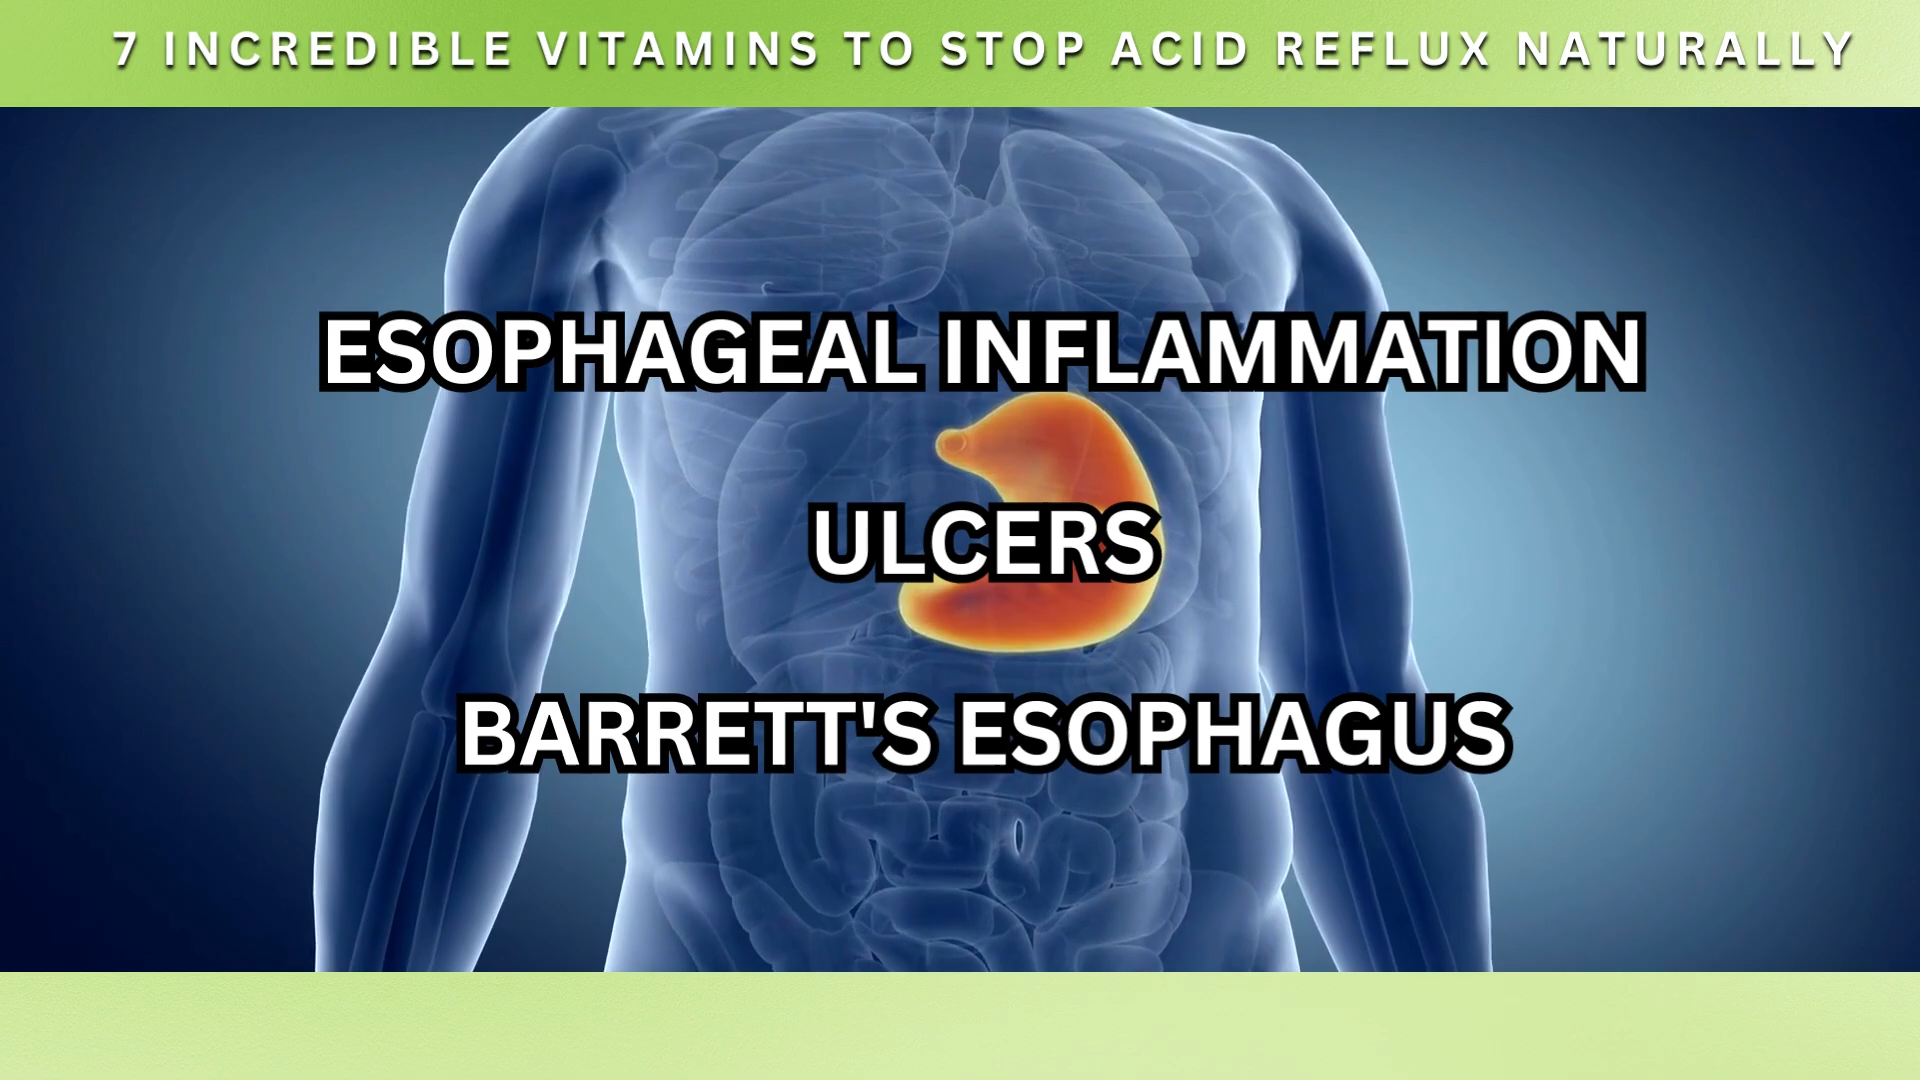 7 INCREDIBLE VITAMINS TO STOP ACID REFLUX NATURALLY
ESOPHAGEAL INFLAMMATION
ULCERS
BARRETT'S ESOPHAGUS